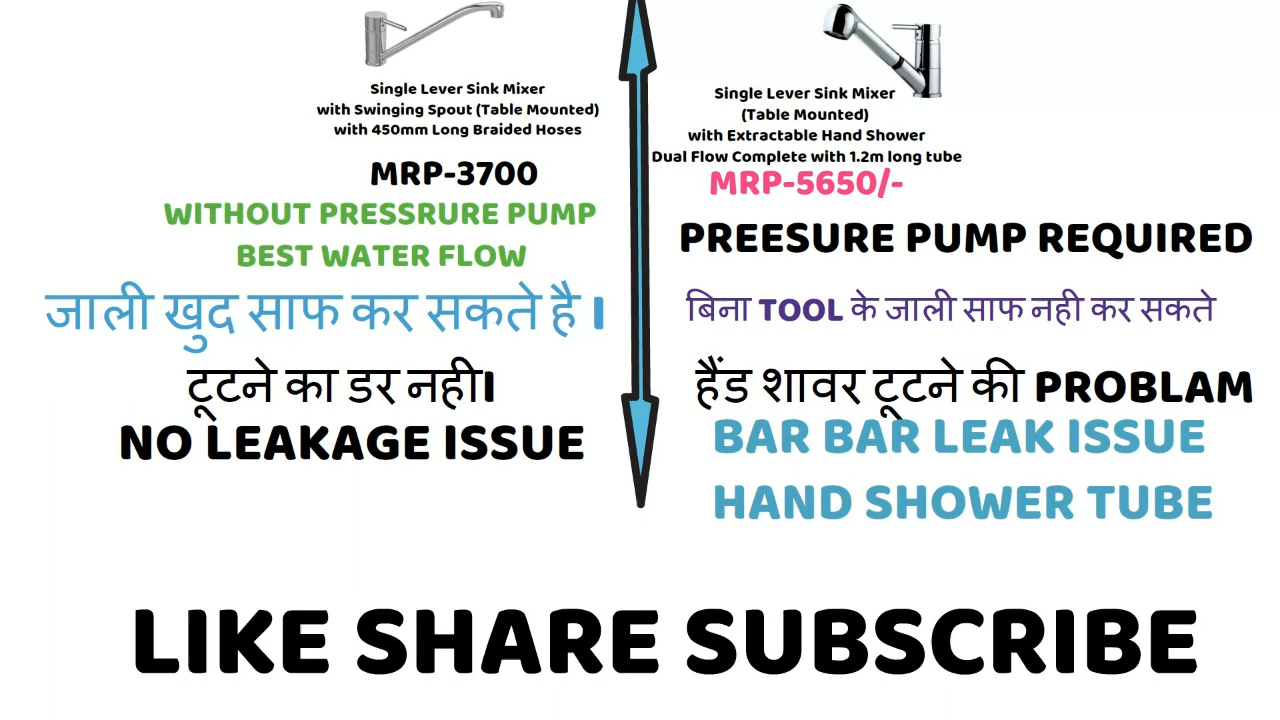 Single Lever Sink Mixer
with Swinging Spout (Table Mounted)
with 450mm Long Braided Hoses
MRP-3700
WITHOUT PRESSRURE PUMP
BEST WATER FLOW
जाली खुद साफ कर सकते है I
टूटने का डर नहीI
NO LEAKAGE ISSUE
Single Lever Sink Mixer
(Table Mounted)
with Extractable Hand Shower
Dual Flow Complete with 1.2m long tube
MRP-5650/-
PREESURE PUMP REQUIRED
बिना TOOL के जाली साफ नही कर सकते
हैंड शावर टूटने की PROBLAM
BAR BAR LEAK ISSUE
HAND SHOWER TUBE
LIKE SHARE SUBSCRIBE